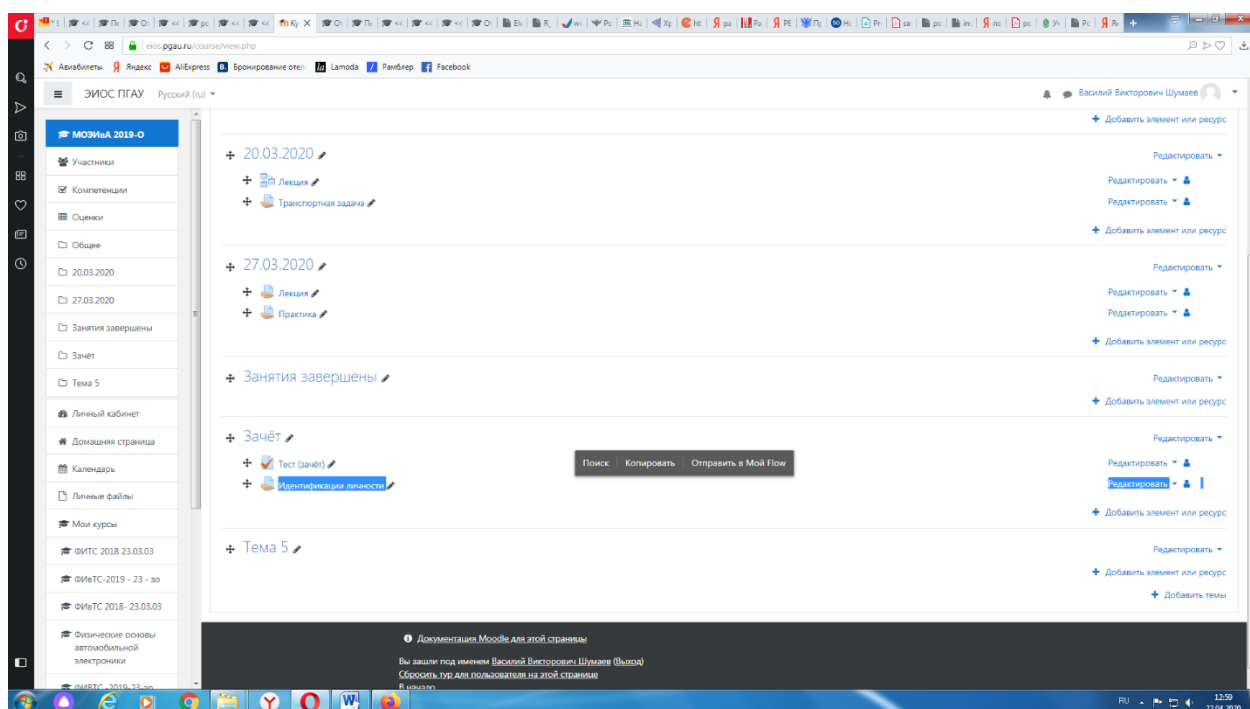 eios.pgau.ru/course/view.php
Авиабилеты Яндекс AliExpress Бронирование отел Lamoda Рамблер Facebook
ЭИОС ПГАУ Русский (ru)
Василий Викторович Шумаев
МОЭИвА 2019-О
Участники
Компетенции
Оценки
Общее
20.03.2020
27.03.2020
Занятия завершены
Зачёт
Тема 5
Личный кабинет
Домашняя страница
Календарь
Личные файлы
Мои курсы
ФИТС 2018 23.03.03
ФИвТС-2019 - 23 - зо
ФИвТС 2018- 23.03.03
Физические основы
автомобильной
электроники
Добавить элемент или ресурс
20.03.2020 Редактировать
Лекция Редактировать
Транспортная задача Редактировать
Добавить элемент или ресурс
27.03.2020 Редактировать
Лекция Редактировать
Практика Редактировать
Добавить элемент или ресурс
Занятия завершены Редактировать
Добавить элемент или ресурс
Зачёт Редактировать
Поиск Копировать Отправить в Мой Flow
Тест (зачёт) Редактировать
Идентификации личности Редактировать
Добавить элемент или ресурс
Тема 5 Редактировать
Добавить элемент или ресурс
Добавить темы
Документация Moodle для этой страницы
Вы зашли под именем Василий Викторович Шумаев (Выход)
Сбросить тур для пользователя на этой странице
В начало
RU 12:59
22.04.2020